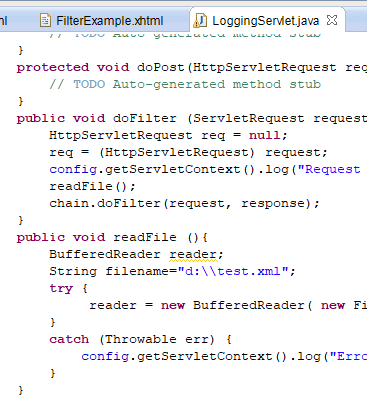 nl FilterExample.xhtml LoggingServlet.java
// TODO Auto-generated method stub
}
protected void doPost(HttpServletRequest req
// TODO Auto-generated method stub
}
public void doFilter (ServletRequest request
HttpServletRequest req = null;
req = (HttpServletRequest) request;
config.getServletContext().log("Request
readFile();
chain.doFilter(request, response);
}
public void readFile (){
BufferedReader reader;
String filename="d:\\test.xml";
try {
reader = new BufferedReader( new Fi
}
catch (Throwable err) {
config.getServletContext().log("Erro
}
}